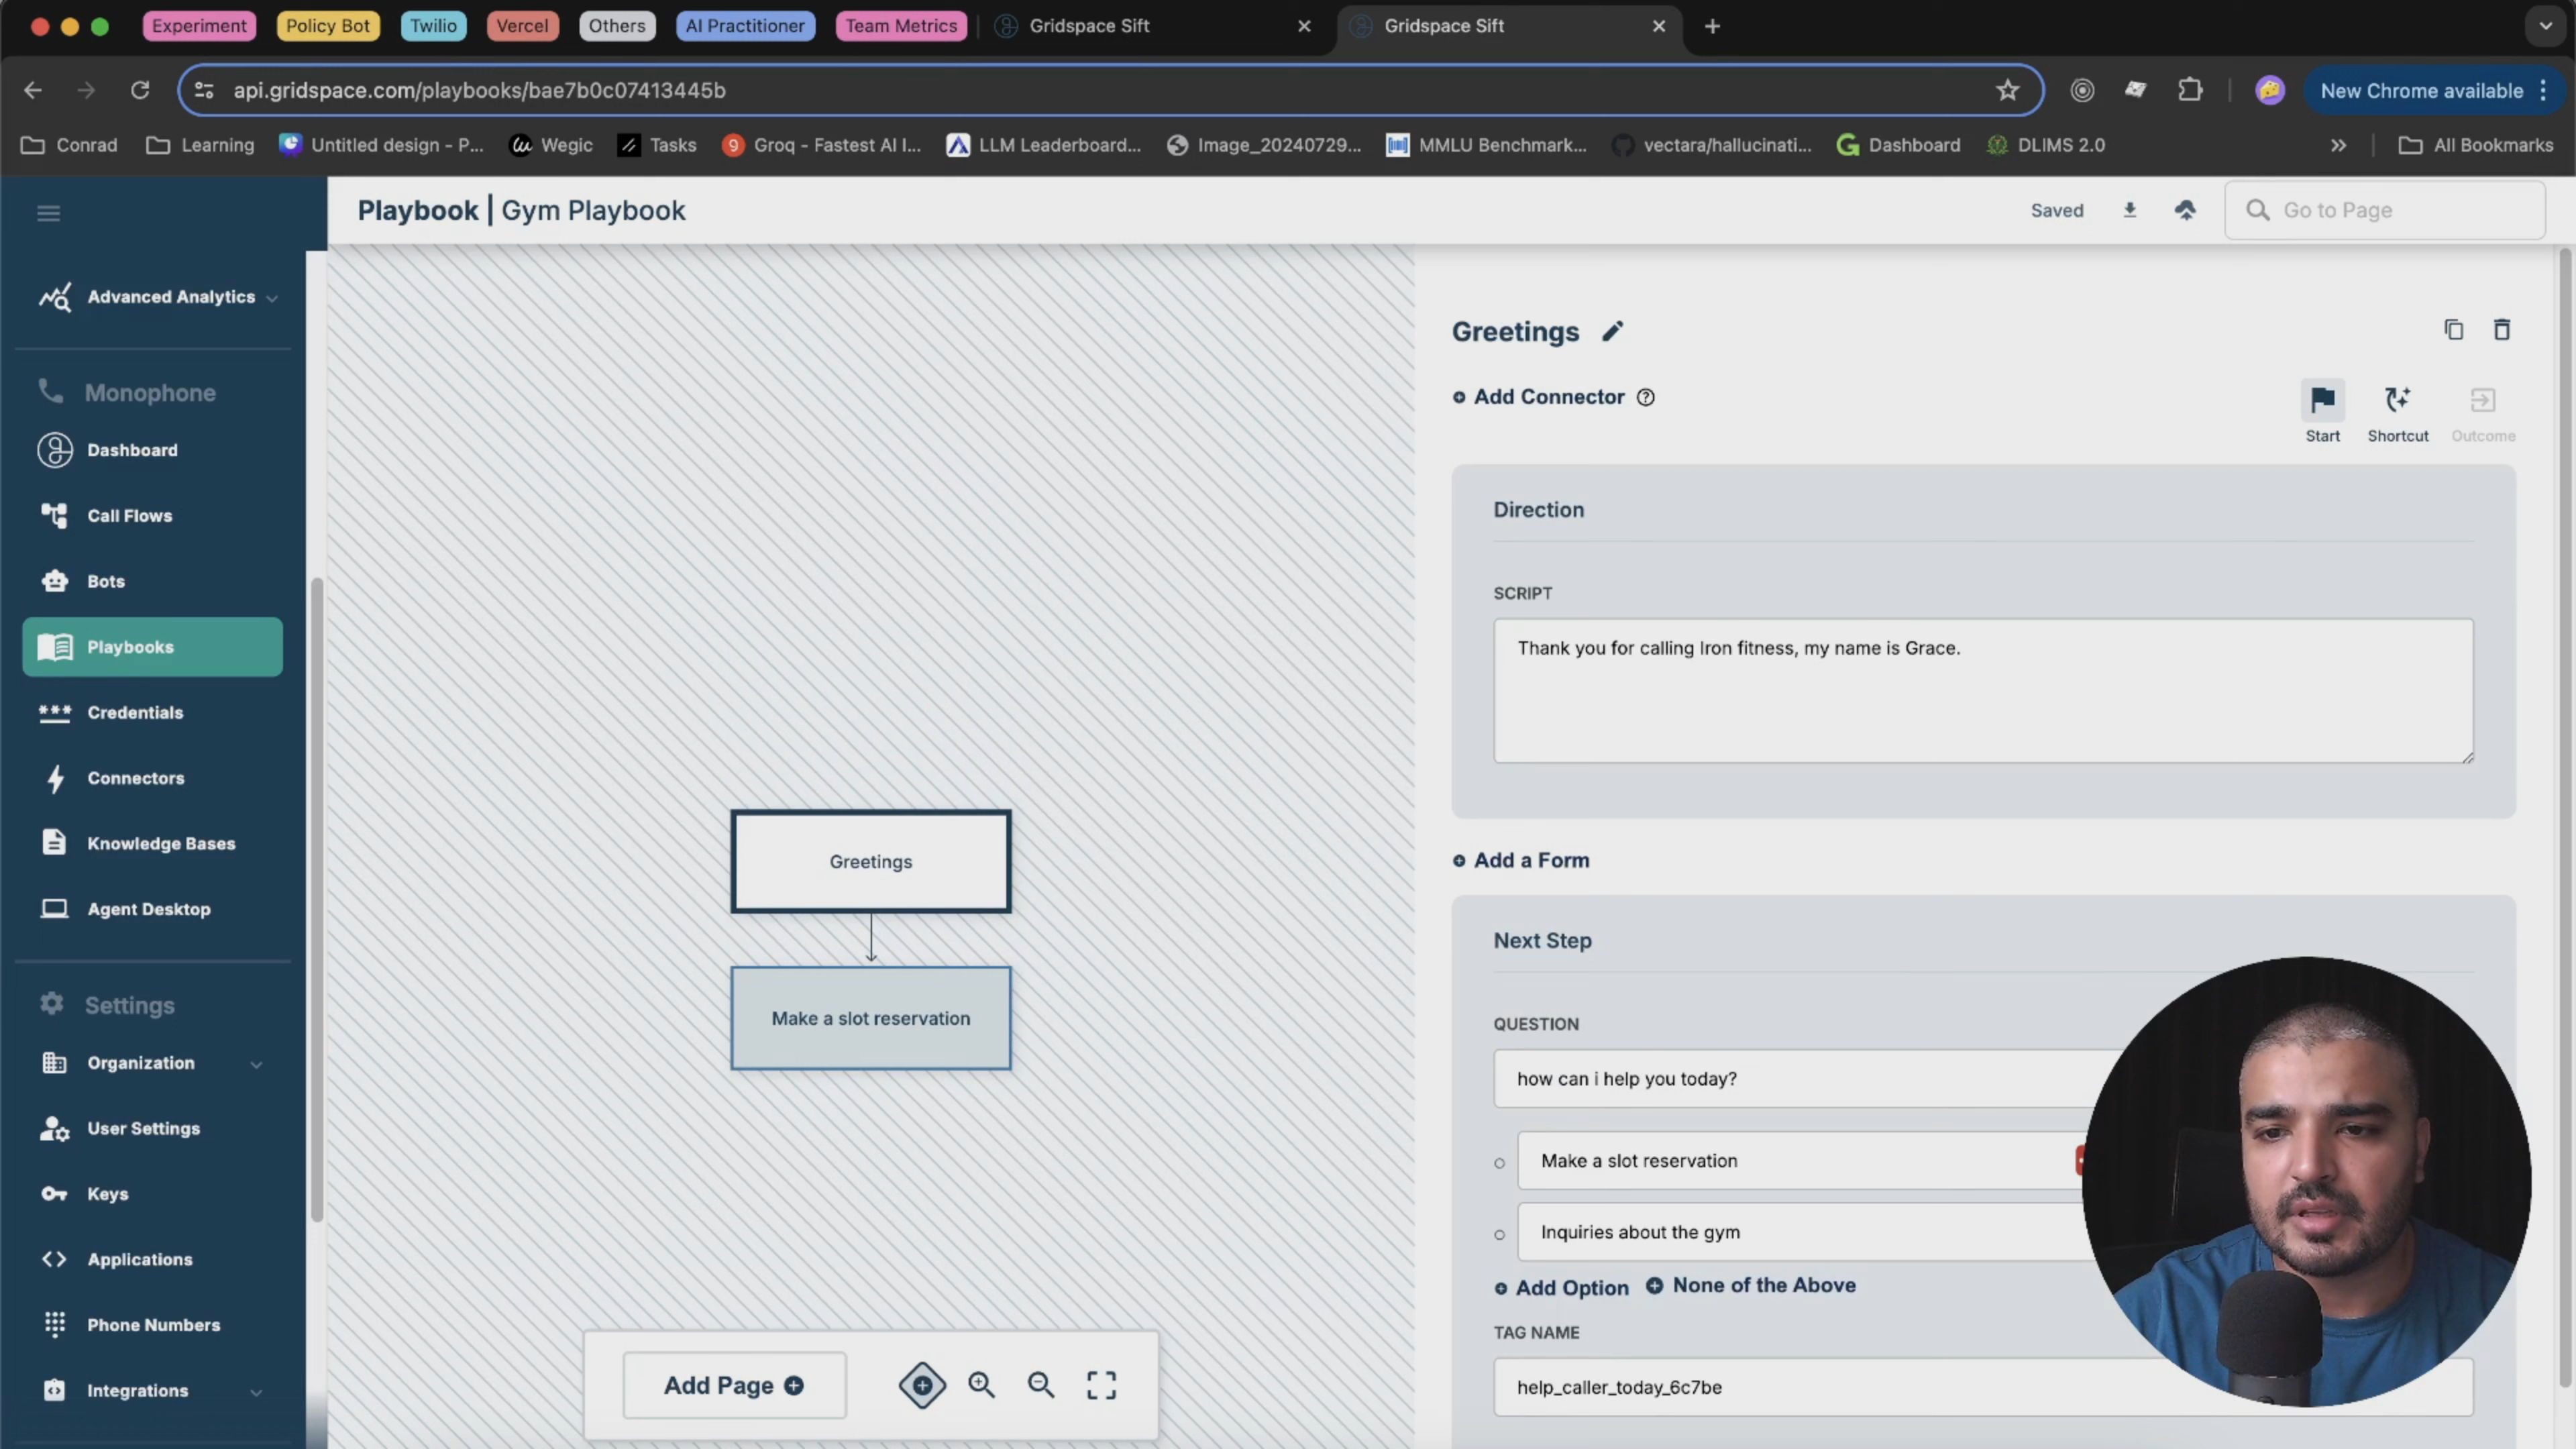 Experiment
Policy Bot
Twilio
Vercel
Others
AI Practitioner
Team Metrics
Gridspace Sift
Gridspace Sift
api.gridspace.com/playbooks/bae7b0c07413445b
New Chrome available
Conrad
Learning
Untitled design - P...
Wegic
Tasks
Groq - Fastest AI I...
LLM Leaderboard...
Image_20240729...
MMLU Benchmark...
vectara/hallucinati...
Dashboard
DLIMS 2.0
All Bookmarks
Playbook | Gym Playbook
Saved
Go to Page
Advanced Analytics
Monophone
Dashboard
Call Flows
Bots
Playbooks
Credentials
Connectors
Knowledge Bases
Agent Desktop
Settings
Organization
User Settings
Keys
Applications
Phone Numbers
Integrations
Greetings
Make a slot reservation
Add Page
Greetings
Add Connector
Start
Shortcut
Outcome
Direction
SCRIPT
Thank you for calling Iron fitness, my name is Grace.
Add a Form
Next Step
QUESTION
how can i help you today?
Make a slot reservation
Inquiries about the gym
Add Option
None of the Above
TAG NAME
help_caller_today_6c7be